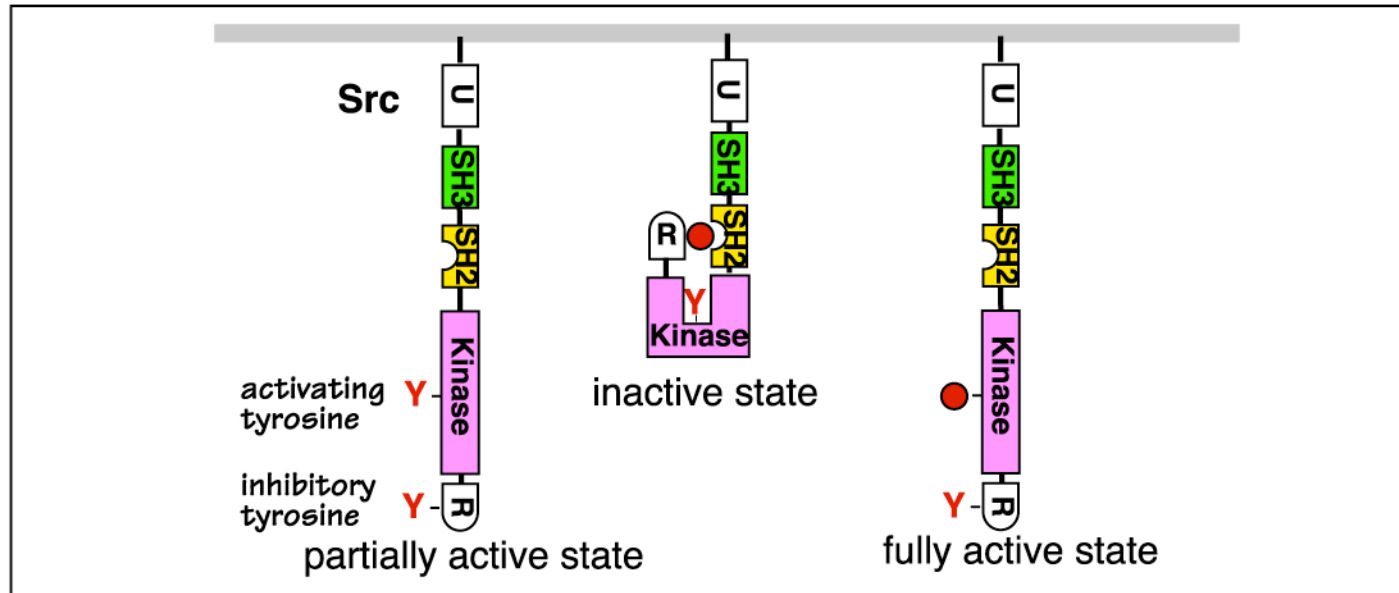 Src
U
SH3
SH2
Kinase
R
activating
tyrosine
Y
inhibitory
tyrosine
Y
partially active state
U
SH3
SH2
R
Y
Kinase
inactive state
U
SH3
SH2
Kinase
Y
R
fully active state